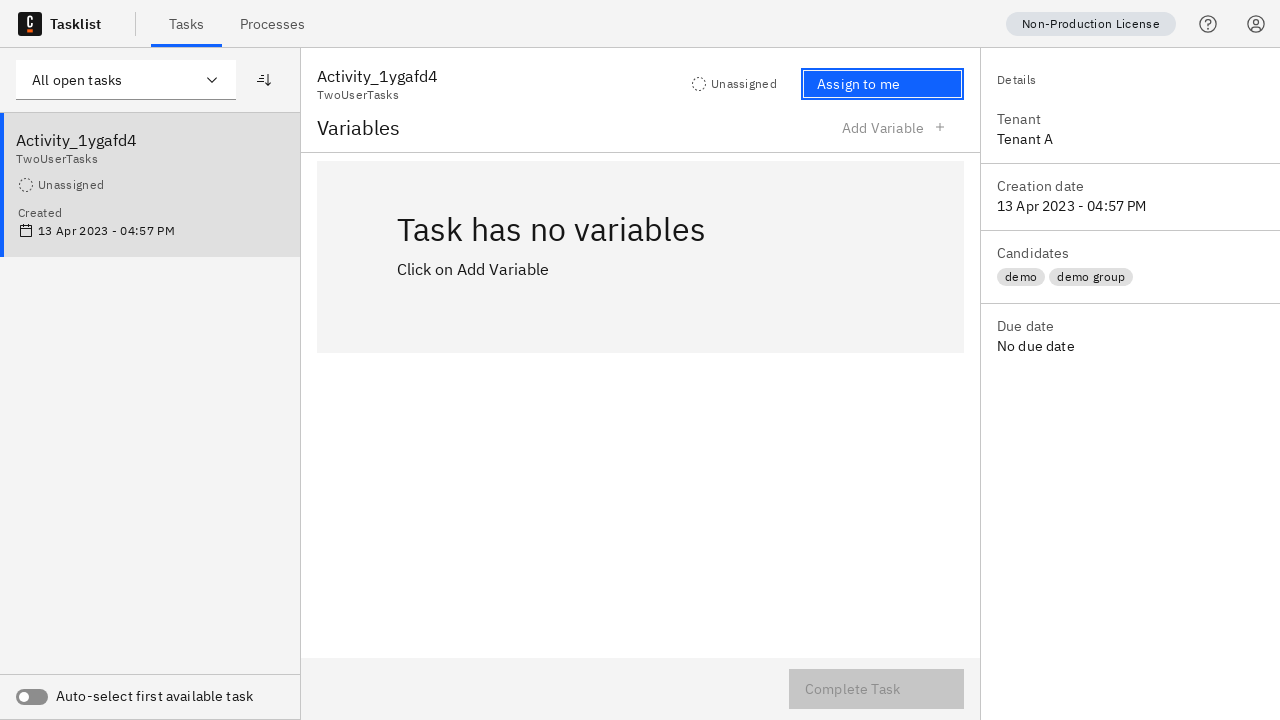 Tasklist
Tasks
Processes
Non-Production License
All open tasks
Activity_1ygafd4
TwoUserTasks
Unassigned
Created
13 Apr 2023 - 04:57 PM
Auto-select first available task
Activity_1ygafd4
TwoUserTasks
Unassigned
Assign to me
Variables
Add Variable
Task has no variables
Click on Add Variable
Complete Task
Details
Tenant
Tenant A
Creation date
13 Apr 2023 - 04:57 PM
Candidates
demo
demo group
Due date
No due date